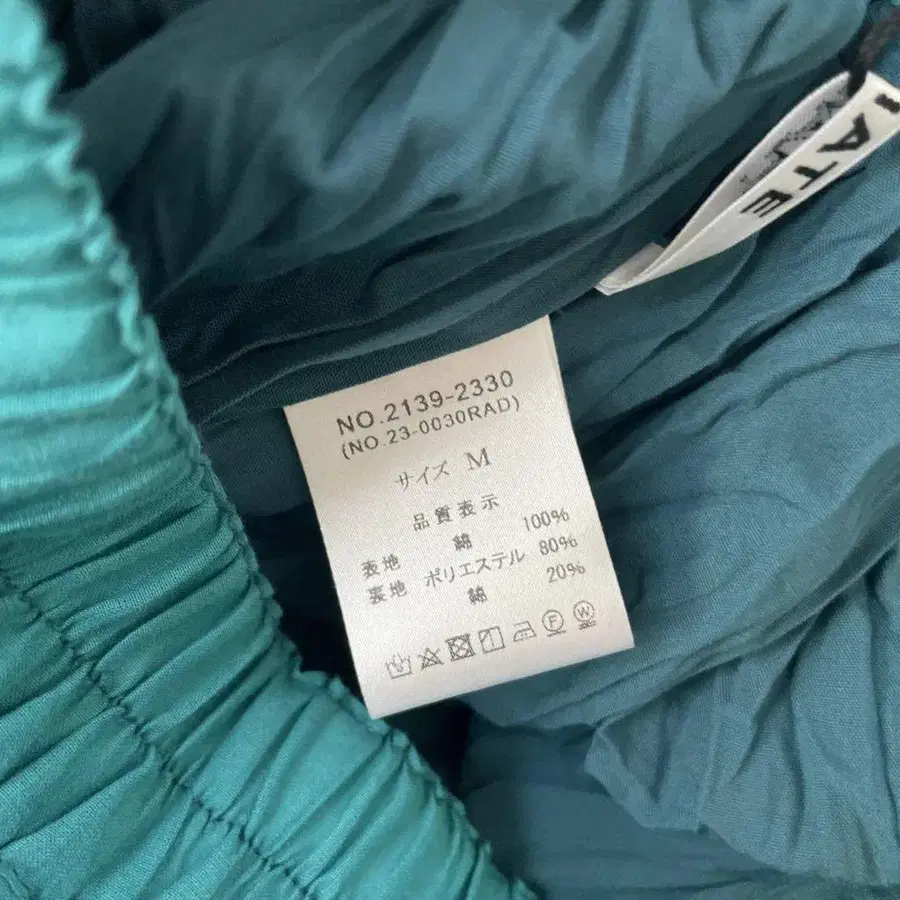 IATE
NO.2139-2330
(NO.23-0030RAD)
サイズ M
品質表示
表地 綿 100%
裏地 ポリエステル 80%
綿 20%
F W